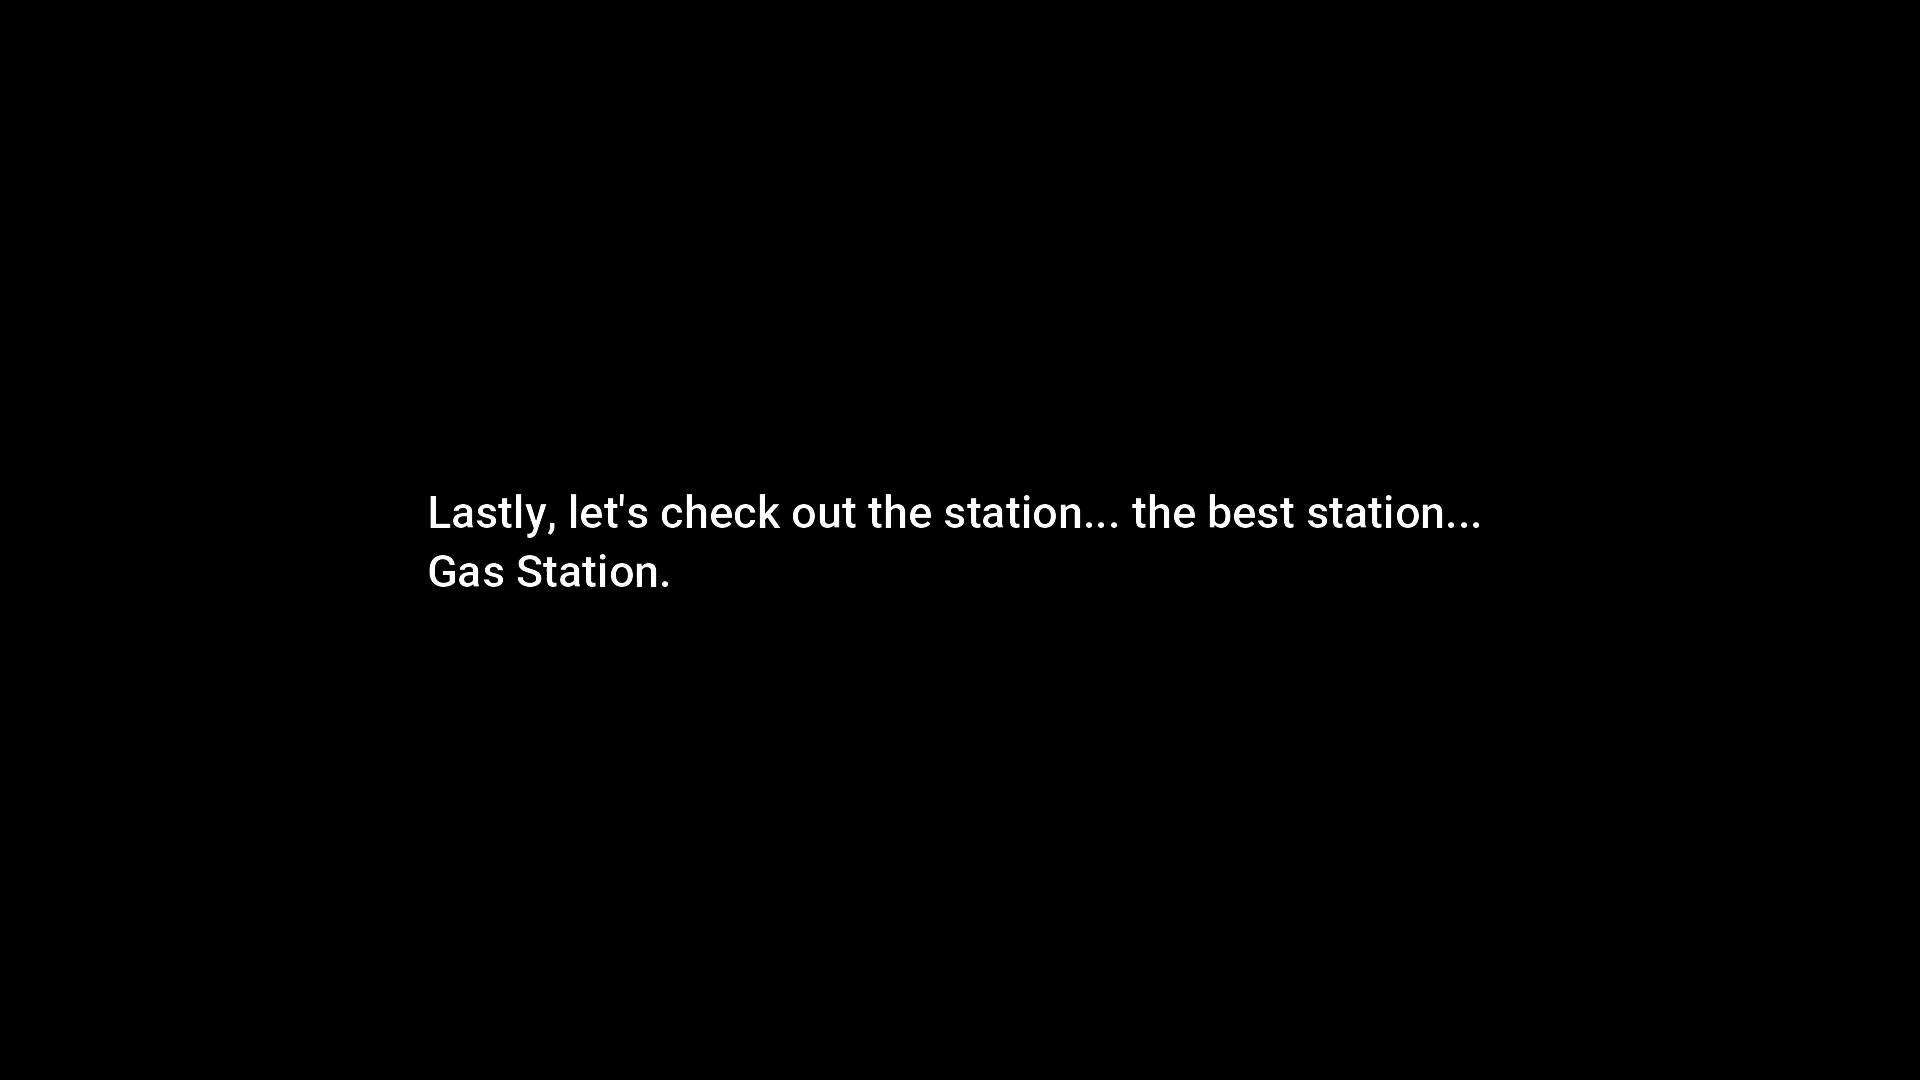 Lastly, let's check out the station... the best station...
Gas Station.